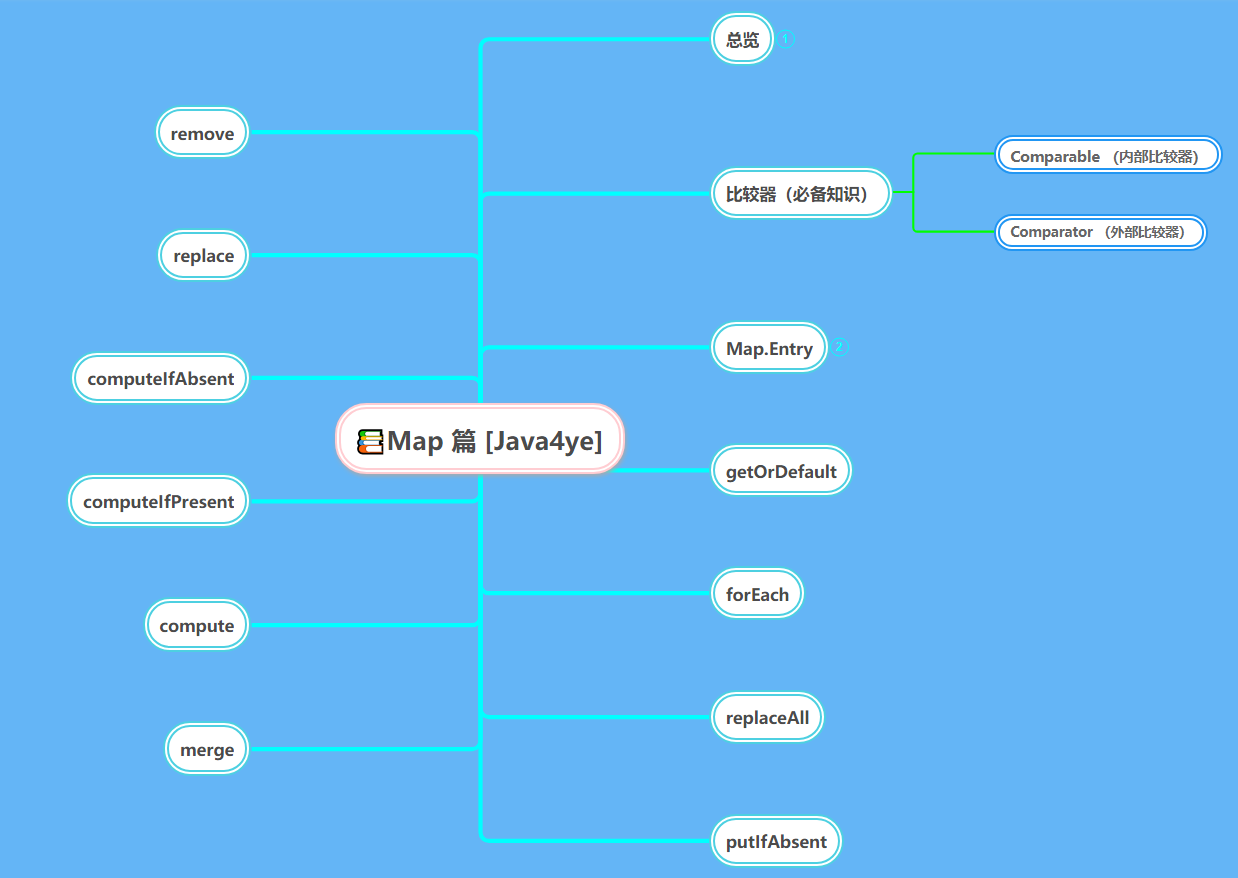 📚Map 篇 [Java4ye]
总览 ①
比较器（必备知识）
Comparable （内部比较器）
Comparator （外部比较器）
Map.Entry ②
getOrDefault
forEach
replaceAll
putIfAbsent
remove
replace
computeIfAbsent
computeIfPresent
compute
merge